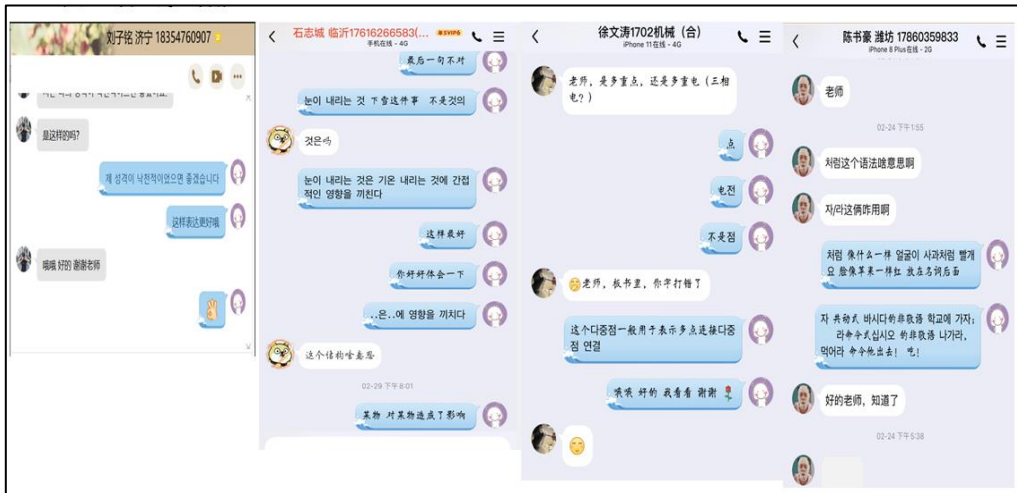 刘子铭 济宁 18354760907
是这样的吗?
제 성격이 낙천적이었으면 좋겠습니다
这样表达更好哦
哦哦 好的 谢谢老师
石志城 临沂17616266583(...
手机在线 - 4G
最后一句不对
눈이 내리는 것 下雪这件事 不是것의
것은吗
눈이 내리는 것은 기온 내리는 것에 간접
적인 영향을 끼친다
这样最好
你好好体会一下
..은..에 영향을 끼치다
这个结构啥意思
02-29 下午 8:01
某物 对某物造成了影响
徐文涛1702机械(合)
iPhone 11在线 - 4G
老师,是多重点,还是多重电(三相
电?)
点
电전
不是점
老师,板书里,你字打错了
这个다중점一般用于表示多点连接다중
점 연결
哦哦 好的 我看看 谢谢
陈书豪 潍坊 17860359833
iPhone 8 Plus在线 - 2G
老师
02-24 下午 1:55
처럼这个语法啥意思啊
자/라这俩咋用啊
처럼 像什么一样 얼굴이 사과처럼 빨개
요 脸像苹果一样红 放在名词后面
자 共动式 바시다的非敬语 학교에 가자;
라命令式십시오 的非敬语 나가라,
먹어라 命令他出去! 吃!
好的老师,知道了
02-24 下午 5:38